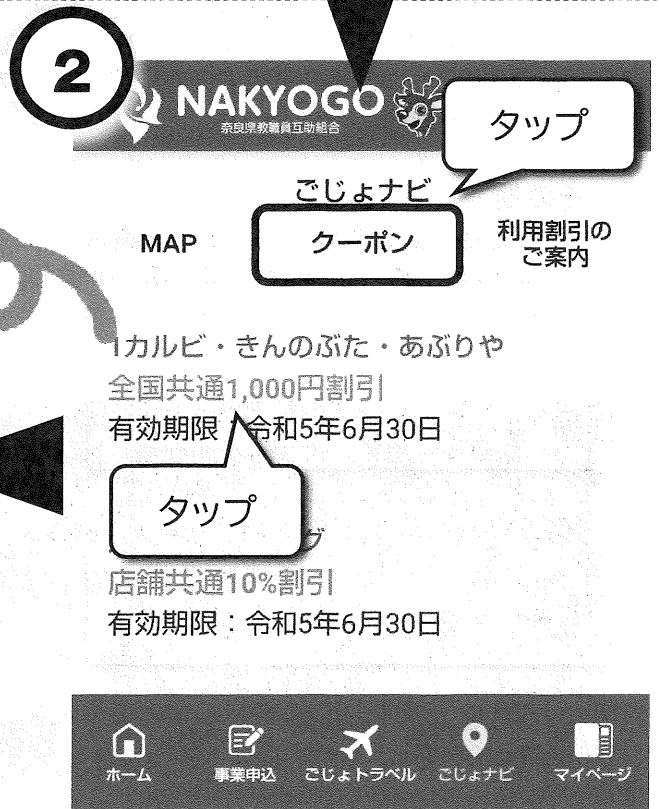 2
NAKYOGO
奈良県教職員互助組合
タップ
ごじょナビ
MAP
クーポン
利用割引の
ご案内
1カルビ・きんのぶた・あぶりや
全国共通1,000円割引
有効期限：令和5年6月30日
タップ
グ
店舗共通10%割引
有効期限：令和5年6月30日
ホーム
事業申込
ごじょトラベル
ごじょナビ
マイページ